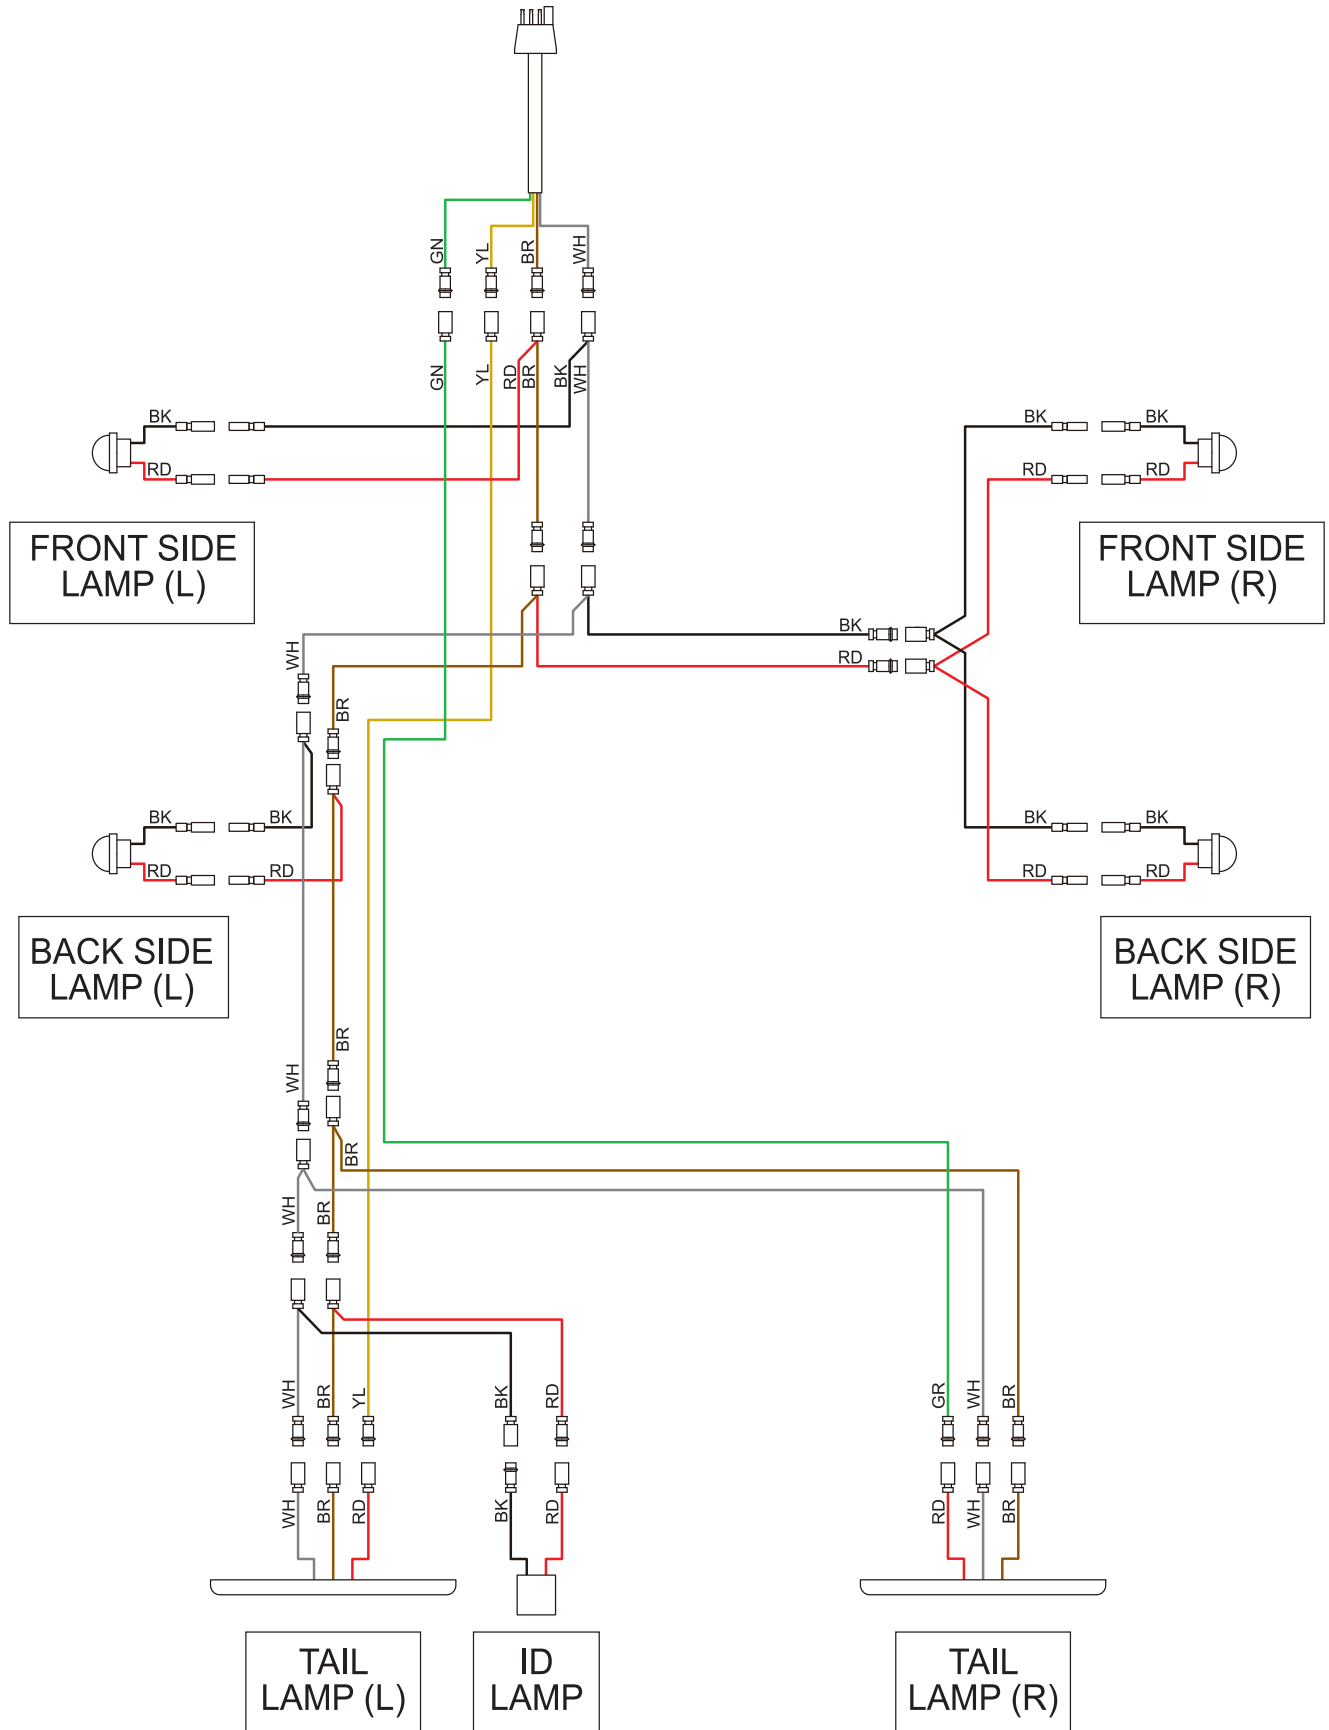 GN YL BR WH
GN YL RD BR BK WH
BK BK BK
RD RD RD
FRONT SIDE
LAMP (L)
FRONT SIDE
LAMP (R)
BK
RD
WH
BR
BK BK BK BK
RD RD RD RD
BACK SIDE
LAMP (L)
BACK SIDE
LAMP (R)
BR
WH
BR
WH BR
WH BR YL BK RD GR WH BR
WH BR RD BK RD RD WH BR
TAIL
LAMP (L)
ID
LAMP
TAIL
LAMP (R)